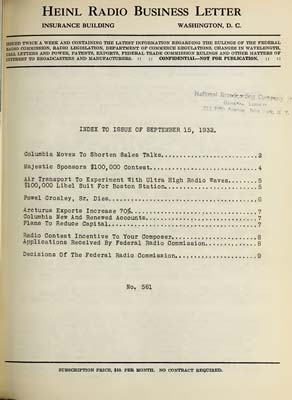 HEINL RADIO BUSINESS LETTER
INSURANCE BUILDING WASHINGTON, D. C.
ISSUED TWICE A WEEK AND CONTAINING THE LATEST INFORMATION REGARDING THE RULINGS OF THE FEDERAL
RADIO COMMISSION, RADIO LEGISLATION, DEPARTMENT OF COMMERCE REGULATIONS, CHANGES IN WAVELENGTH,
CALL LETTERS AND POWER, PATENTS, EXPORTS, FEDERAL TRADE COMMISSION RULINGS AND OTHER MATTERS OF
INTEREST TO BROADCASTERS AND MANUFACTURERS. :: :: CONFIDENTIAL—NOT FOR PUBLICATION. :: ::
National Broadcasting Company
INDEX TO ISSUE OF SEPTEMBER 15, 1932.
Columbia Moves To Shorten Sales Talks....................2
Majestic Sponsors $100,000 Contest.......................4
Air Transport To Experiment With Ultra High Radio Waves..5
$100,000 Libel Suit For Boston Station...................5
Powel Crosley, Sr. Dies..................................6
Arcturus Exports Increase 70%............................7
Columbia New And Renewed Accounts........................7
Plans To Reduce Capital..................................7
Radio Contest Incentive To Your Composer.................8
Applications Received By Federal Radio Commission........8
Decisions Of The Federal Radio Commission................9
No. 561
SUBSCRIPTION PRICE, $10. PER MONTH. NO CONTRACT REQUIRED.